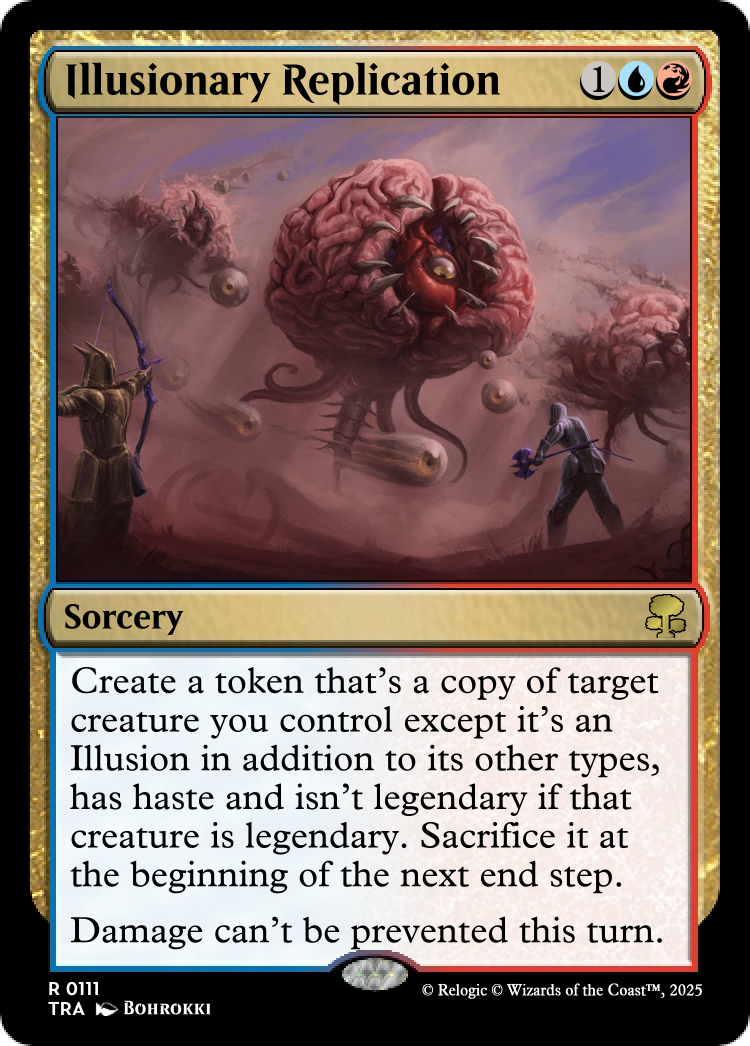 Illusionary Replication 1
Sorcery
Create a token that's a copy of target
creature you control except it's an
Illusion in addition to its other types,
has haste and isn't legendary if that
creature is legendary. Sacrifice it at
the beginning of the next end step.
Damage can't be prevented this turn.
R 0111
TRA Bohrokki
© Relogic © Wizards of the Coast™, 2025